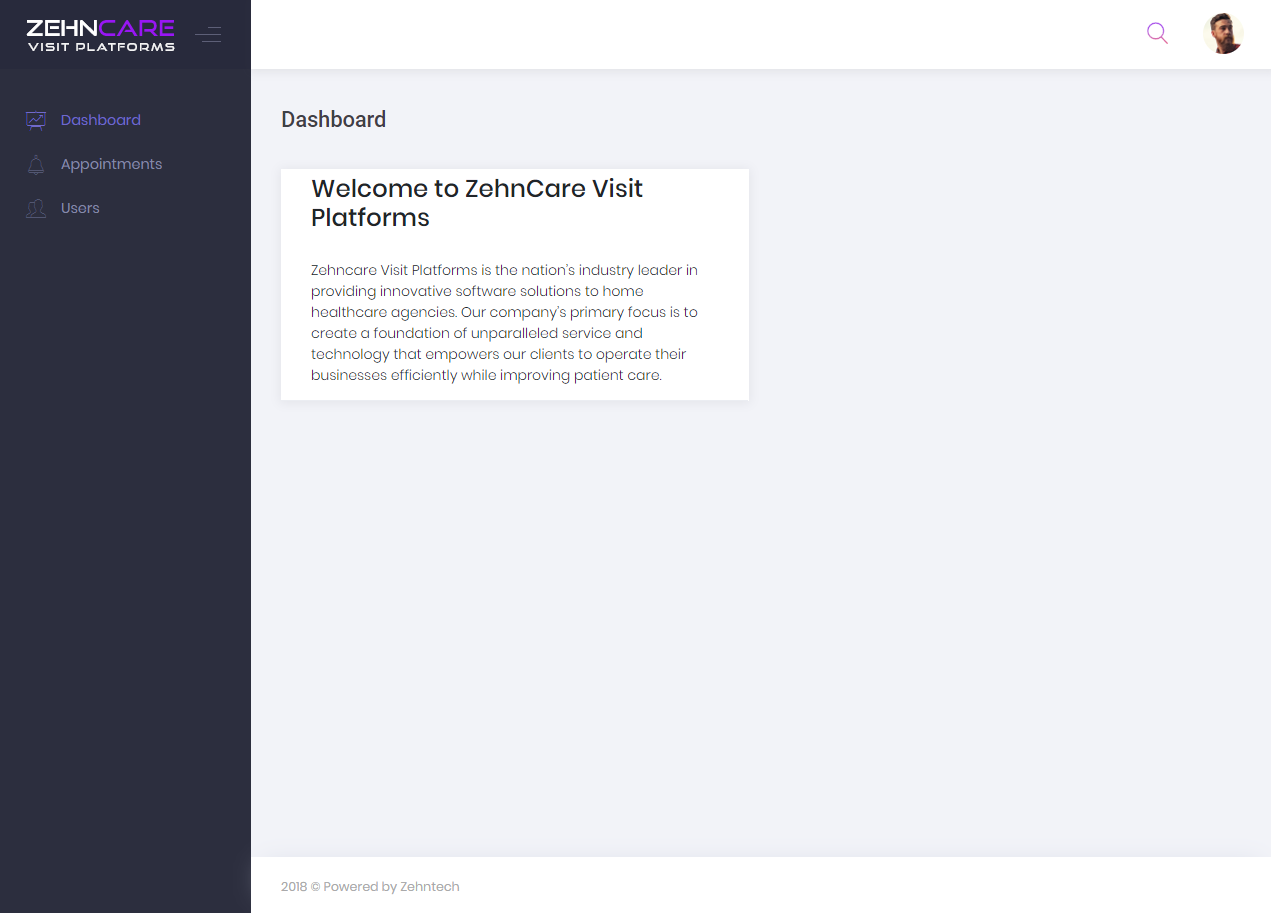 ZEHNCARE
VISIT PLATFORMS
Dashboard
Appointments
Users
Dashboard
Welcome to ZehnCare Visit
Platforms
Zehncare Visit Platforms is the nation's industry leader in
providing innovative software solutions to home
healthcare agencies. Our company's primary focus is to
create a foundation of unparalleled service and
technology that empowers our clients to operate their
businesses efficiently while improving patient care.
2018 © Powered by Zehntech